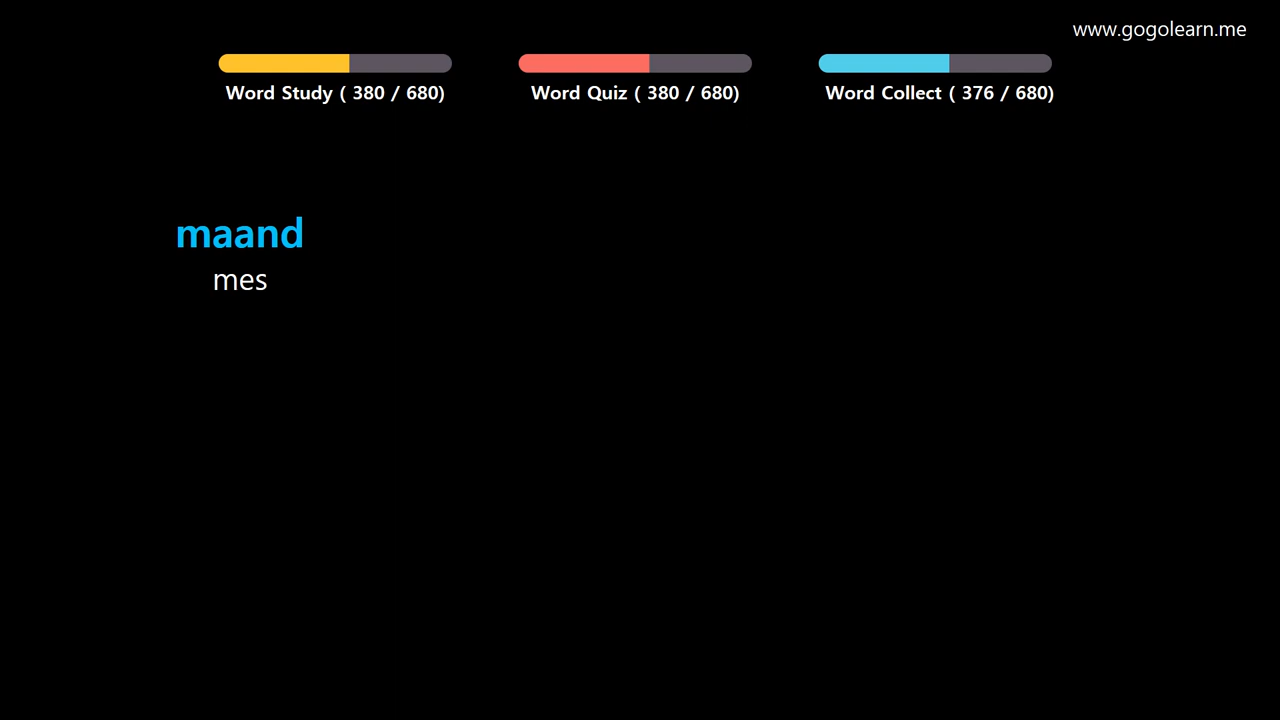 www.gogolearn.me
Word Study ( 380 / 680)
Word Quiz ( 380 / 680)
Word Collect ( 376 / 680)
maand
mes